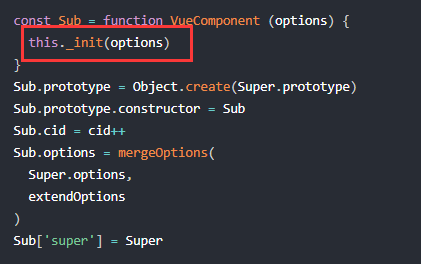 const Sub = function VueComponent (options) {
this._init(options)
}
Sub.prototype = Object.create(Super.prototype)
Sub.prototype.constructor = Sub
Sub.cid = cid++
Sub.options = mergeOptions(
Super.options,
extendOptions
)
Sub['super'] = Super